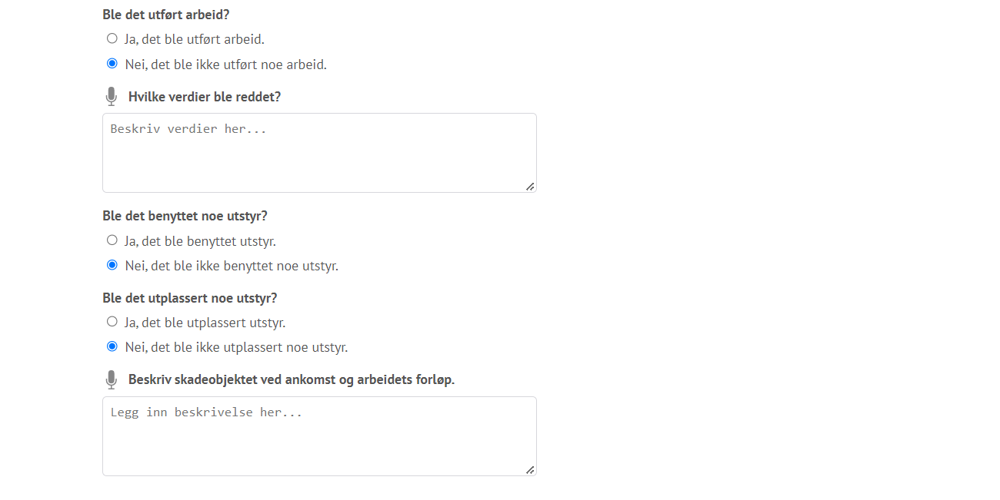 Ble det utført arbeid?
Ja, det ble utført arbeid.
Nei, det ble ikke utført noe arbeid.
Hvilke verdier ble reddet?
Beskriv verdier her...
Ble det benyttet noe utstyr?
Ja, det ble benyttet utstyr.
Nei, det ble ikke benyttet noe utstyr.
Ble det utplassert noe utstyr?
Ja, det ble utplassert utstyr.
Nei, det ble ikke utplassert noe utstyr.
Beskriv skadeobjektet ved ankomst og arbeidets forløp.
Legg inn beskrivelse her...